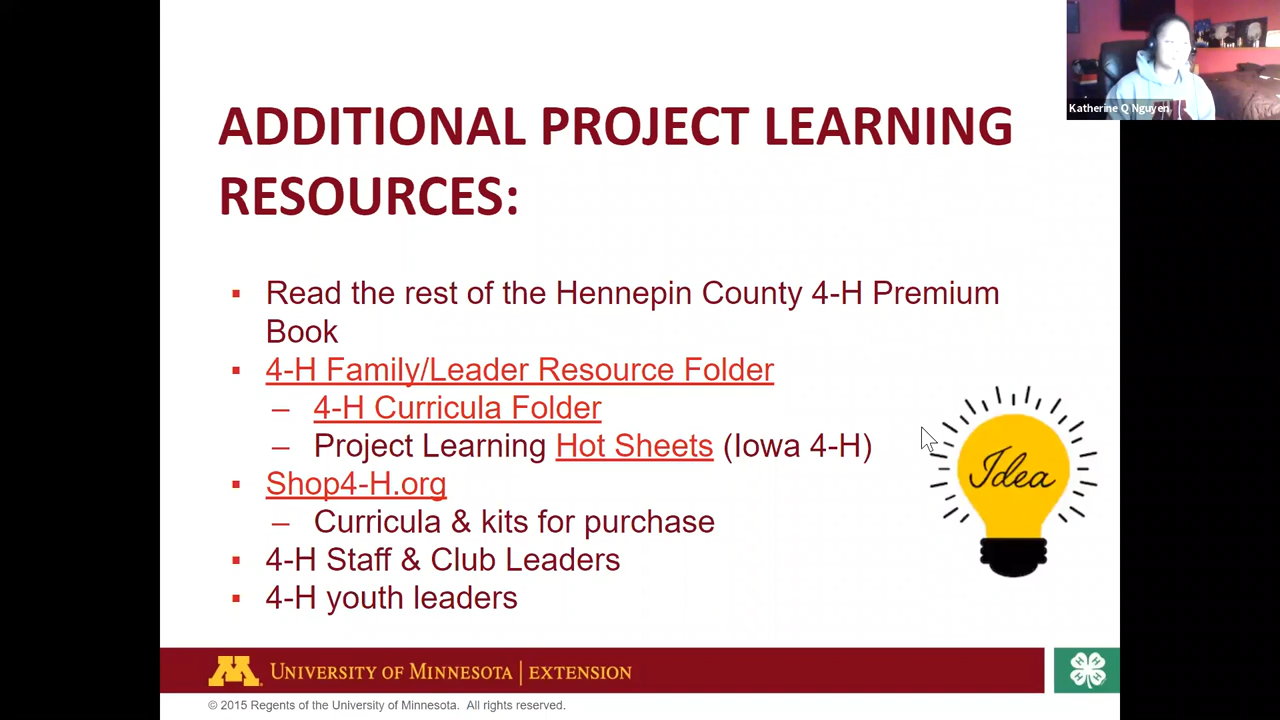 Katherine Q Nguyen
ADDITIONAL PROJECT LEARNING
RESOURCES:
▪ Read the rest of the Hennepin County 4-H Premium
Book
▪ 4-H Family/Leader Resource Folder
– 4-H Curricula Folder
– Project Learning Hot Sheets (Iowa 4-H)
▪ Shop4-H.org
– Curricula & kits for purchase
▪ 4-H Staff & Club Leaders
▪ 4-H youth leaders
Idea
M UNIVERSITY OF MINNESOTA | EXTENSION
H H H H
© 2015 Regents of the University of Minnesota. All rights reserved.